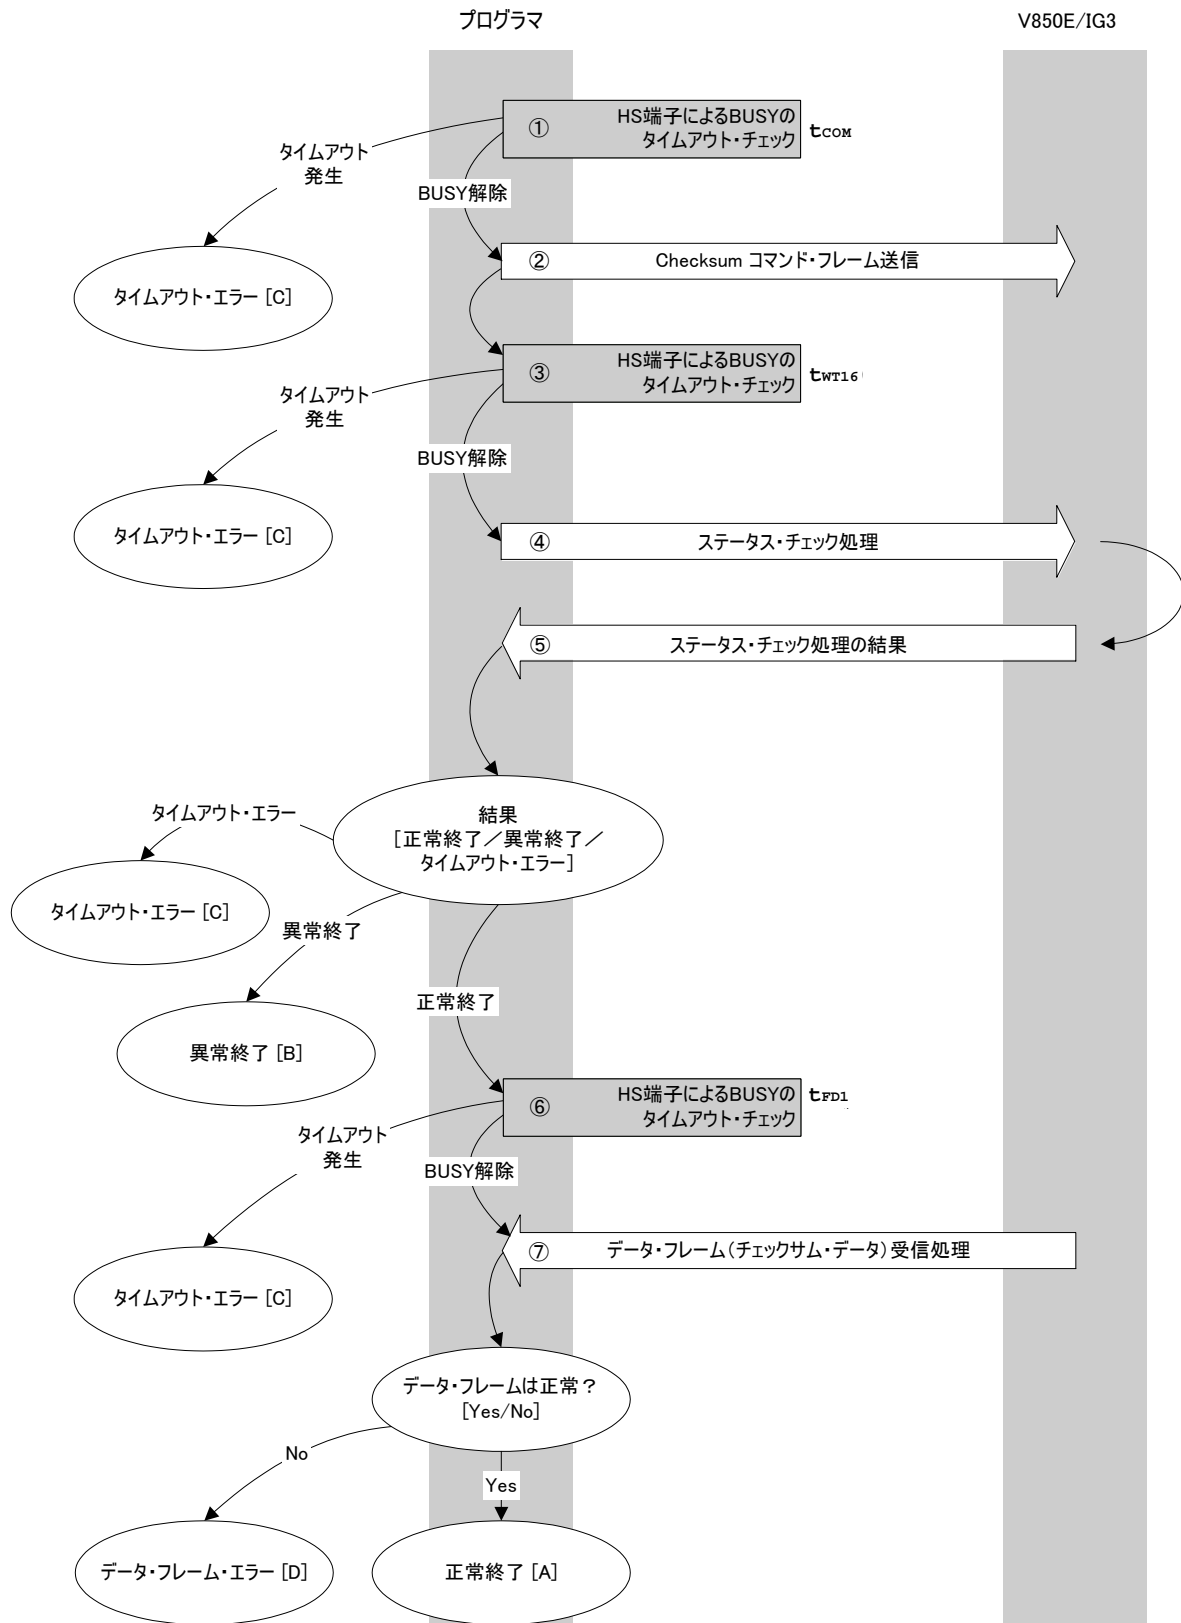 プログラマ
V850E/IG3
①
HS端子によるBUSYの
タイムアウト・チェック
tCOM
タイムアウト
発生
BUSY解除
②
Checksum コマンド・フレーム送信
タイムアウト・エラー [C]
③
HS端子によるBUSYの
タイムアウト・チェック
tWT16
タイムアウト
発生
BUSY解除
タイムアウト・エラー [C]
④
ステータス・チェック処理
⑤
ステータス・チェック処理の結果
結果
[正常終了／異常終了／
タイムアウト・エラー]
タイムアウト・エラー
タイムアウト・エラー [C]
異常終了
異常終了 [B]
正常終了
⑥
HS端子によるBUSYの
タイムアウト・チェック
tFD1
タイムアウト
発生
BUSY解除
⑦
データ・フレーム（チェックサム・データ）受信処理
タイムアウト・エラー [C]
データ・フレームは正常？
[Yes/No]
No
Yes
データ・フレーム・エラー [D]
正常終了 [A]